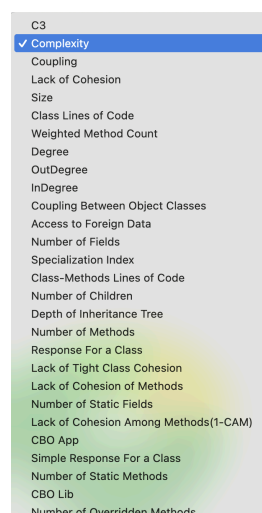 C3
✓ Complexity
Coupling
Lack of Cohesion
Size
Class Lines of Code
Weighted Method Count
Degree
OutDegree
InDegree
Coupling Between Object Classes
Access to Foreign Data
Number of Fields
Specialization Index
Class-Methods Lines of Code
Number of Children
Depth of Inheritance Tree
Number of Methods
Response For a Class
Lack of Tight Class Cohesion
Lack of Cohesion of Methods
Number of Static Fields
Lack of Cohesion Among Methods(1-CAM)
CBO App
Simple Response For a Class
Number of Static Methods
CBO Lib
Number of Overridden Methods